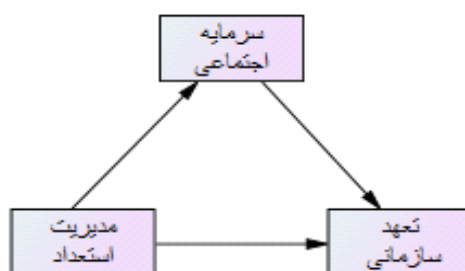 سرمایه
اجتماعی
مدیریت
استعداد
تعهد
سازمانی